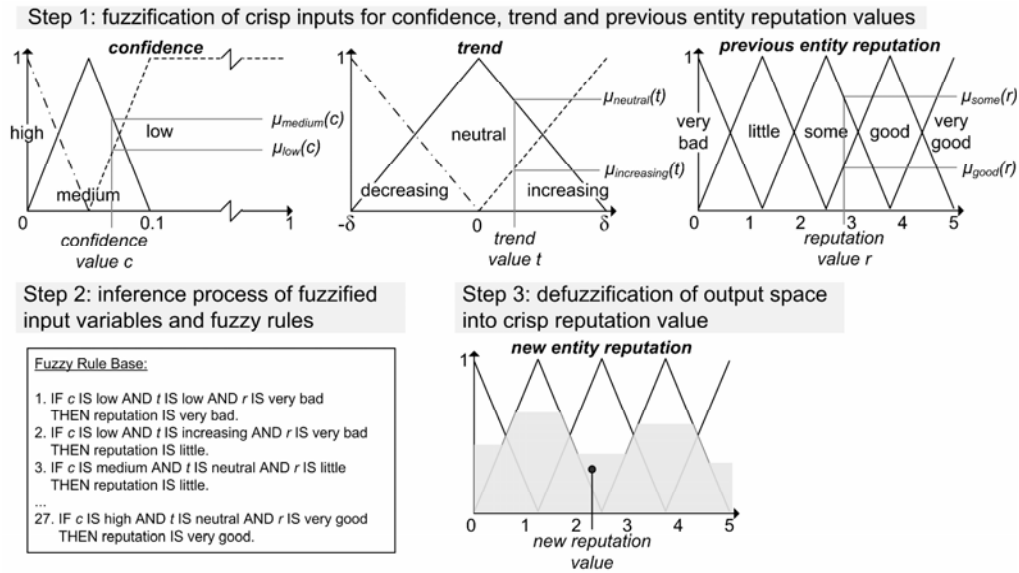 Step 1: fuzzification of crisp inputs for confidence, trend and previous entity reputation values
confidence
1
high
low
medium
μmedium(c)
μlow(c)
0
0.1
1
confidence
value c
trend
1
decreasing
neutral
increasing
μneutral(t)
μincreasing(t)
-δ
0
δ
trend
value t
previous entity reputation
1
very
bad
little
some
good
very
good
μsome(r)
μgood(r)
0 1 2 3 4 5
reputation
value r
Step 2: inference process of fuzzified
input variables and fuzzy rules
Fuzzy Rule Base:
1. IF c IS low AND t IS low AND r IS very bad
THEN reputation IS very bad.
2. IF c IS low AND t IS increasing AND r IS very bad
THEN reputation IS little.
3. IF c IS medium AND t IS neutral AND r IS little
THEN reputation IS little.
...
27. IF c IS high AND t IS neutral AND r IS very good
THEN reputation IS very good.
Step 3: defuzzification of output space
into crisp reputation value
new entity reputation
1
0 1 2 3 4 5
new reputation
value